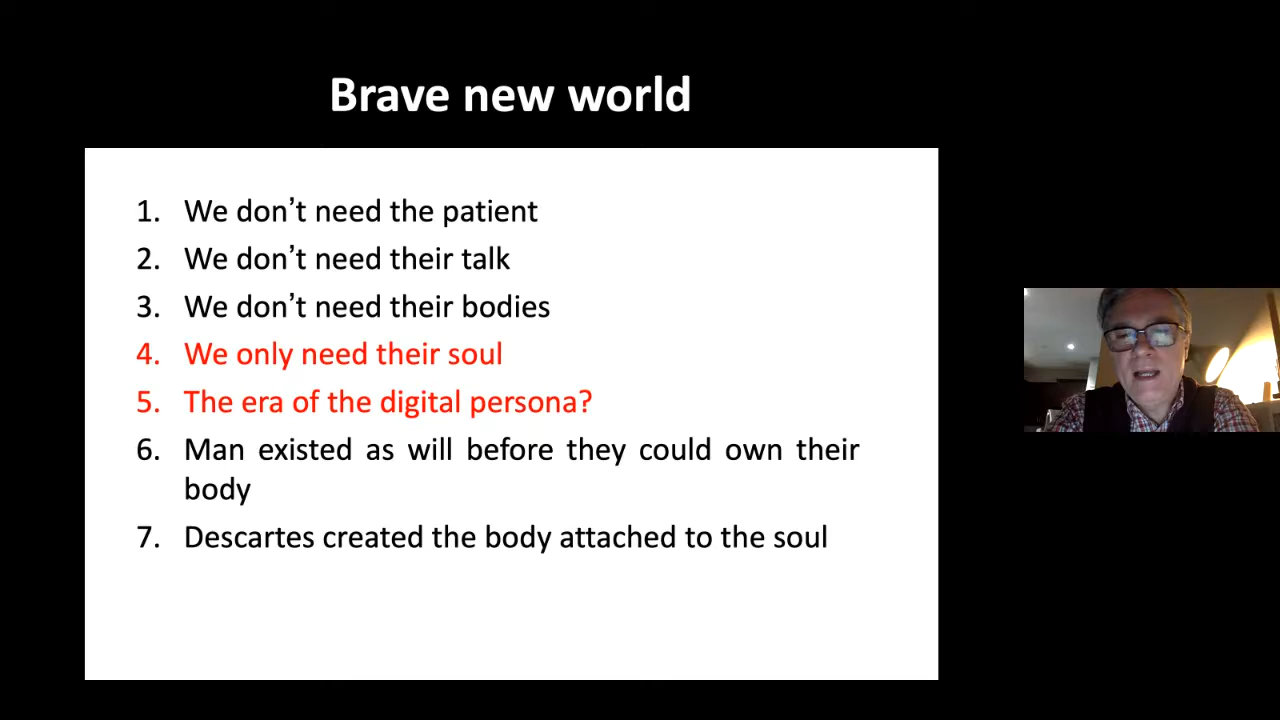 Brave new world
1. We don’t need the patient
2. We don’t need their talk
3. We don’t need their bodies
4. We only need their soul
5. The era of the digital persona?
6. Man existed as will before they could own their
body
7. Descartes created the body attached to the soul